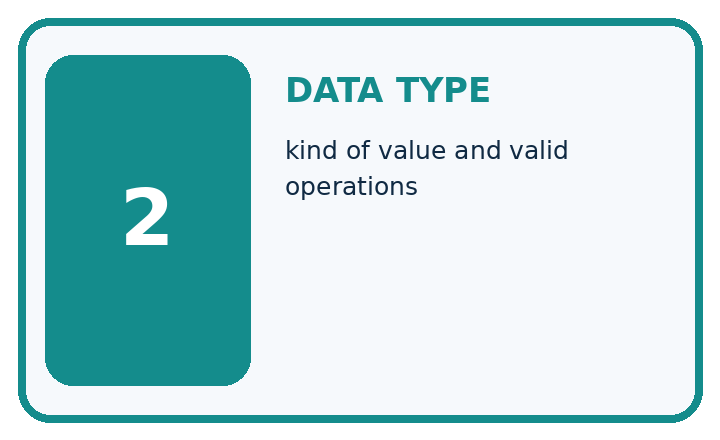 2
DATA TYPE
kind of value and valid
operations